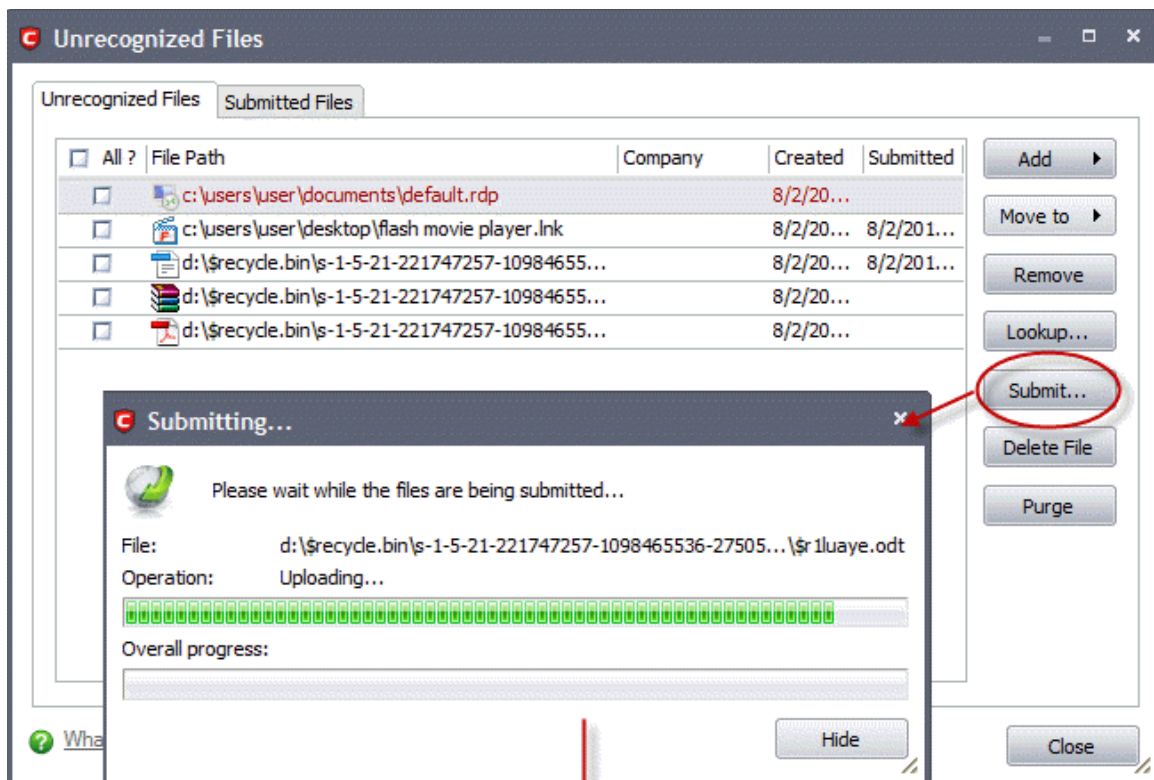 Unrecognized Files
Unrecognized Files Submitted Files
All ? File Path Company Created Submitted
c:\users\user\documents\default.rdp 8/2/20...
c:\users\user\desktop\flash movie player.lnk 8/2/20... 8/2/201...
d:\$recycle.bin\s-1-5-21-221747257-10984655... 8/2/20... 8/2/201...
d:\$recycle.bin\s-1-5-21-221747257-10984655... 8/2/20...
d:\$recycle.bin\s-1-5-21-221747257-10984655... 8/2/20...
Add
Move to
Remove
Lookup...
Submit...
Delete File
Purge
Submitting...
Please wait while the files are being submitted...
File: d:\$recycle.bin\s-1-5-21-221747257-1098465536-27505...\$r1luaye.odt
Operation: Uploading...
Overall progress:
Hide
Wha
Close